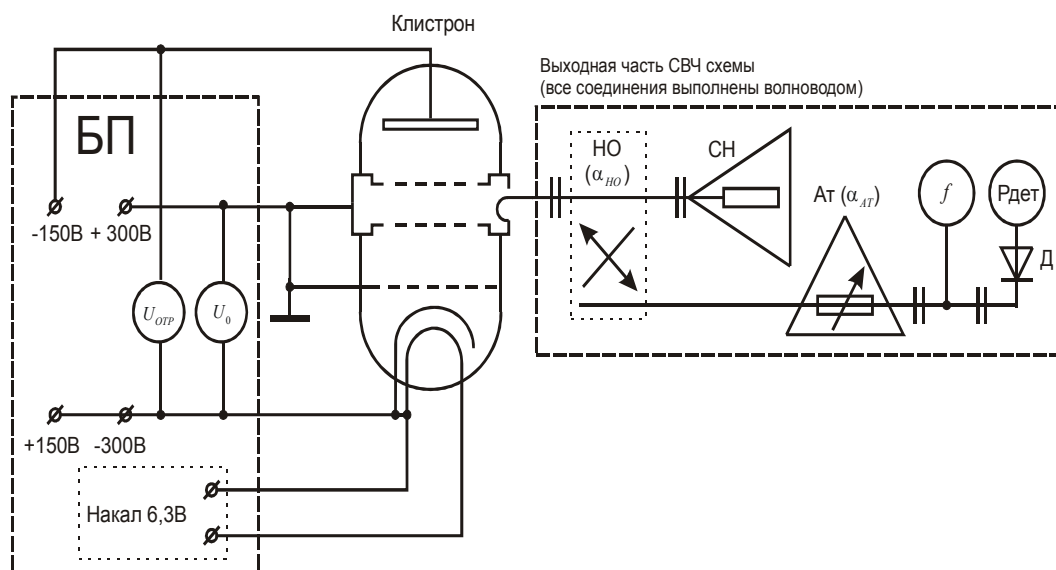 Клистрон
Выходная часть СВЧ схемы
(все соединения выполнены волноводом)
БП
НО
(α_НО)
СН
Ат (α_АТ)
f
Рдет
Д
-150В + 300В
U_ОТР
U_0
+150В -300В
Накал 6,3В